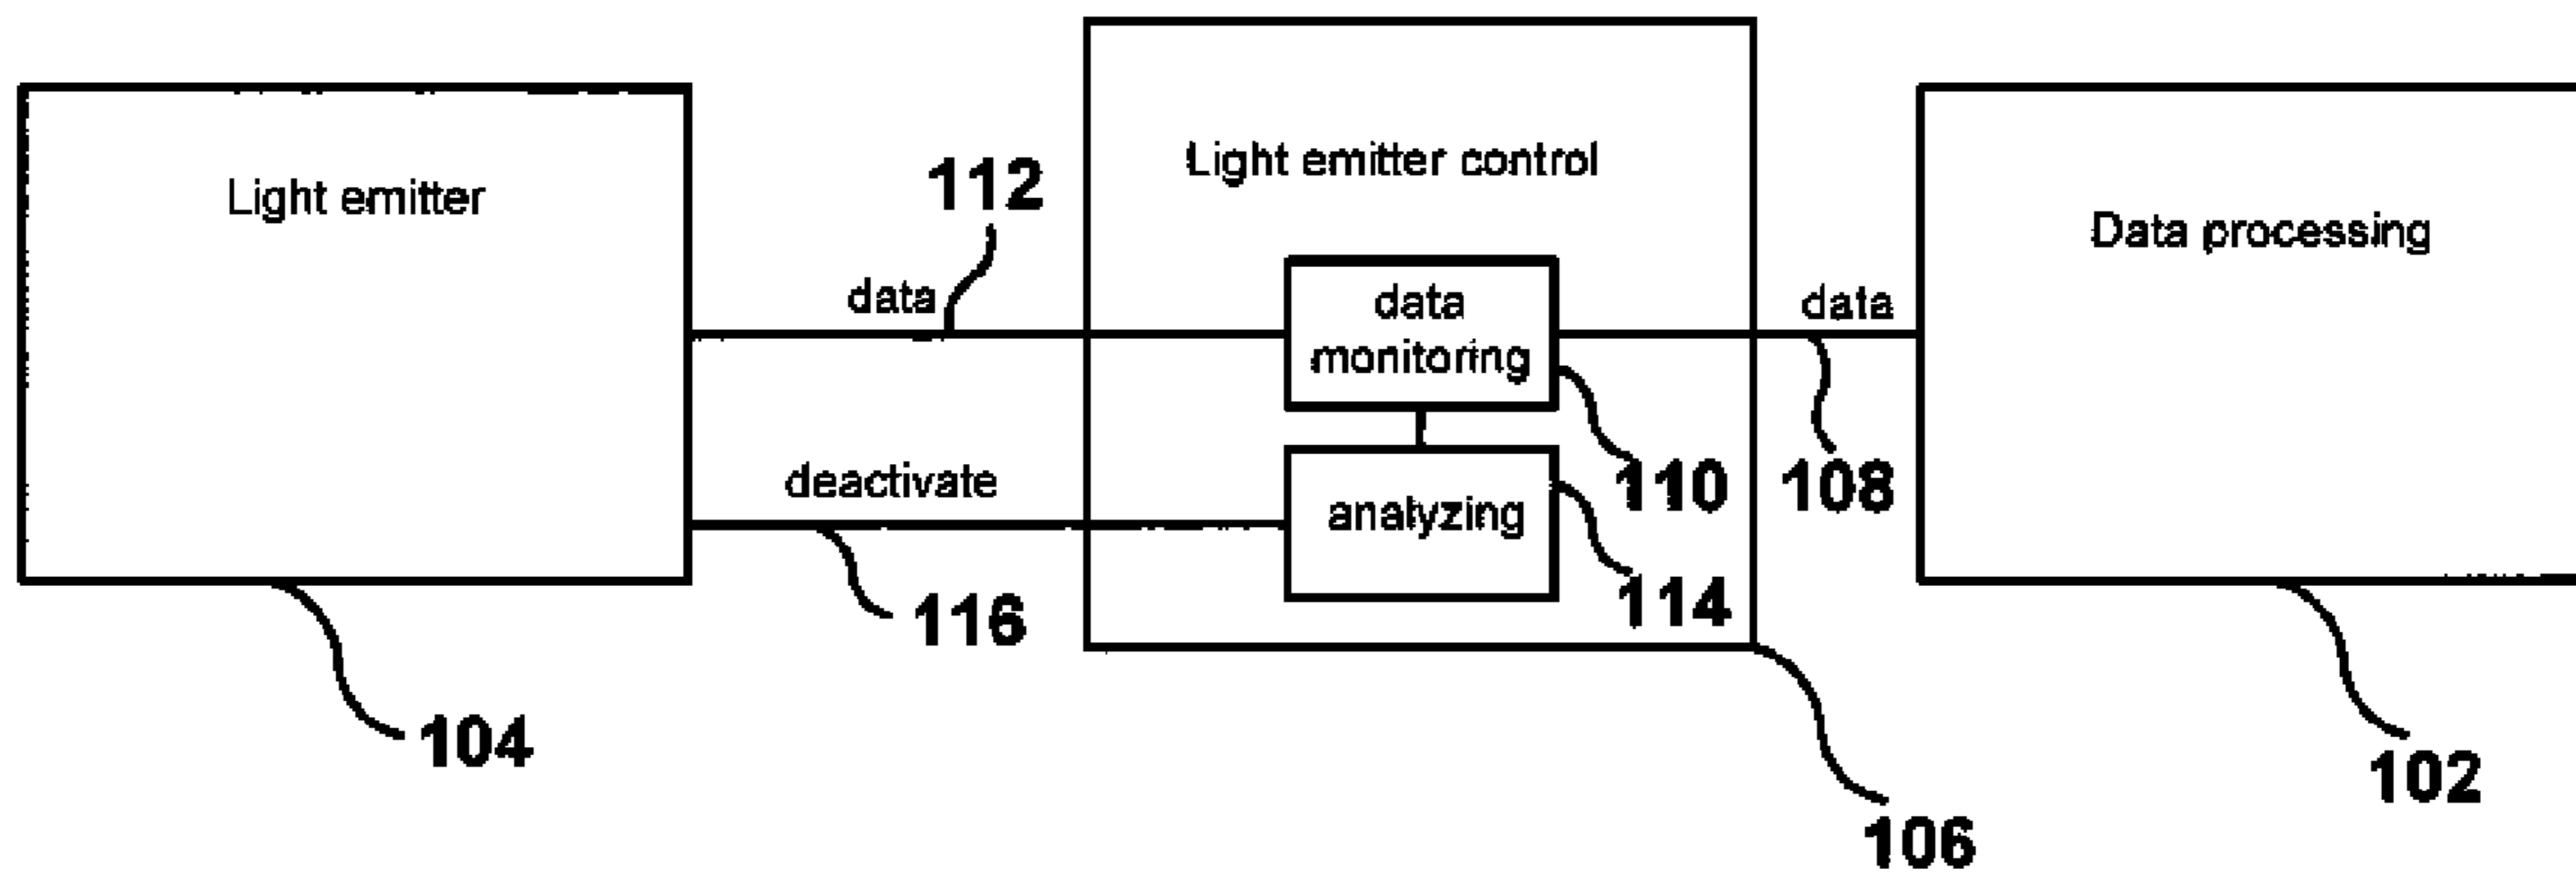 Light emitter
112
data
deactivate
116
104
Light emitter control
data
monitoring
analyzing
110
114
106
data
108
Data processing
102